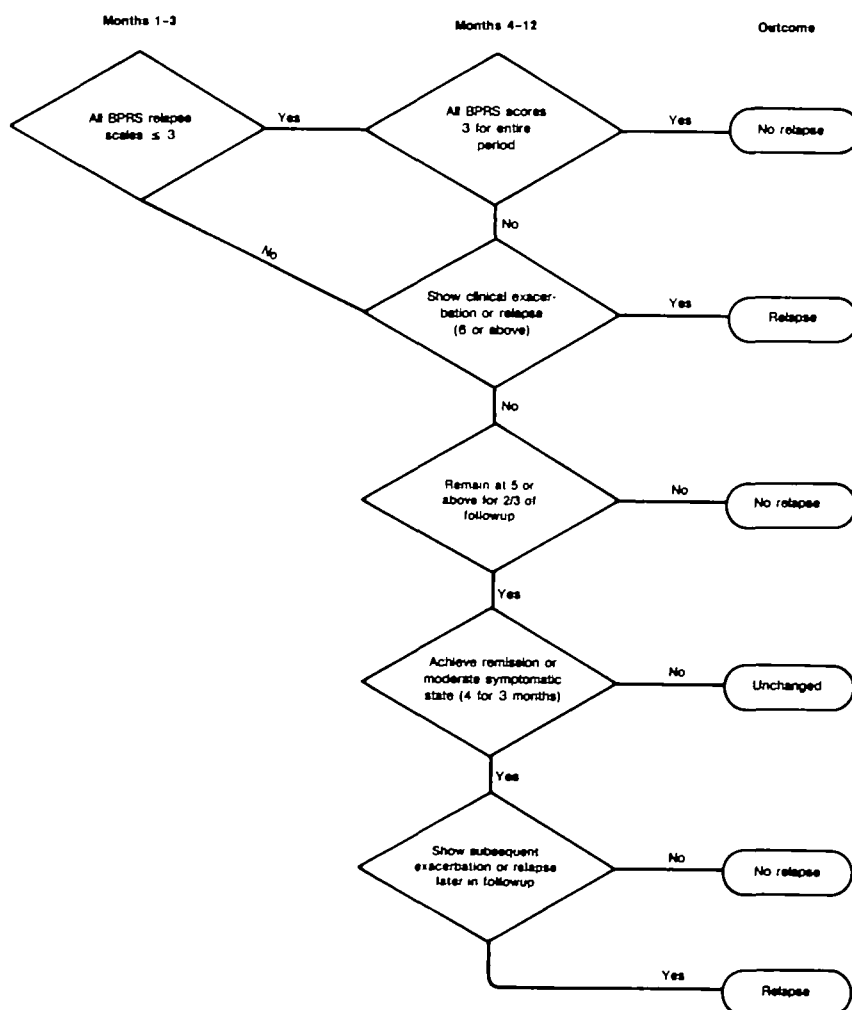 Months 1-3
Months 4-12
Outcome
All BPRS relapse
scales ≤ 3
Yes
All BPRS scores
3 for entire
period
Yes
No relapse
No
No
Show clinical exacer-
bation or relapse
(6 or above)
Yes
Relapse
No
Remain at 5 or
above for 2/3 of
followup
No
No relapse
Yes
Achieve remission or
moderate symptomatic
state (4 for 3 months)
No
Unchanged
Yes
Show subsequent
exacerbation or relapse
later in followup
No
No relapse
Yes
Relapse